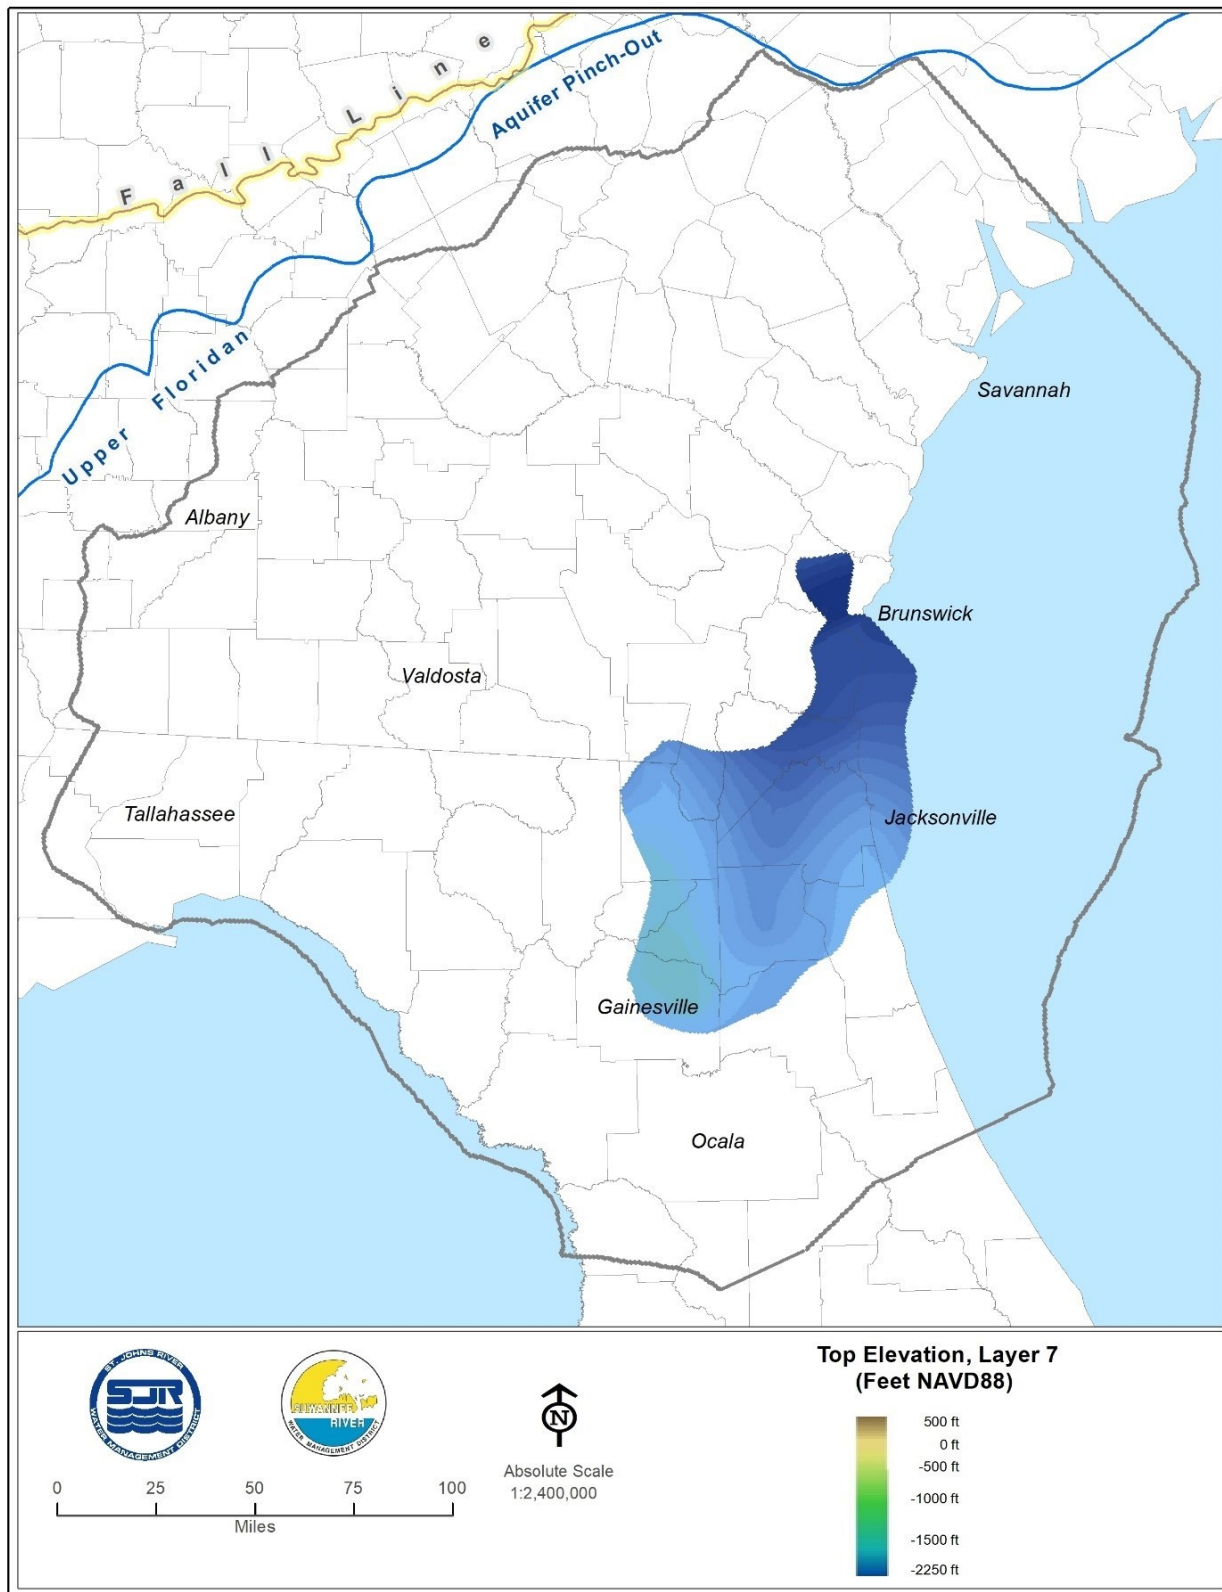 Fall Line
Aquifer Pinch-Out
Upper Floridan
Savannah
Albany
Brunswick
Valdosta
Tallahassee
Jacksonville
Gainesville
Ocala
ST. JOHNS RIVER
SJR
WATER MANAGEMENT DISTRICT
SUWANNEE
RIVER
WATER MANAGEMENT DISTRICT
N
Absolute Scale
1:2,400,000
0 25 50 75 100
Miles
Top Elevation, Layer 7
(Feet NAVD88)
500 ft
0 ft
-500 ft
-1000 ft
-1500 ft
-2250 ft